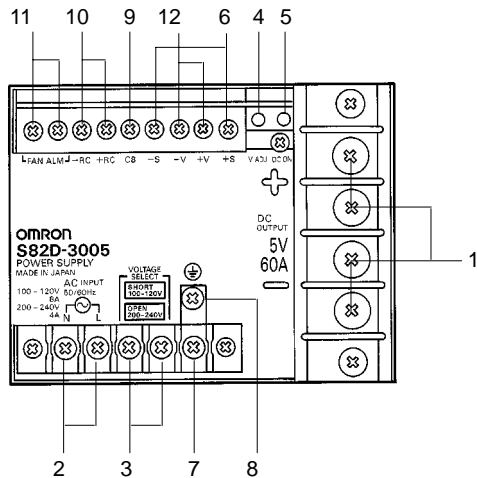 11 10 9 12 6 4 5
FAN ALM -RC +RC CB -S -V +V +S V.ADJ DC ON
DC
OUTPUT
5V
60A
1
OMRON
S82D-3005
POWER SUPPLY
MADE IN JAPAN
AC INPUT
50/60Hz
100-120V
8A
200-240V
4A
N L
VOLTAGE
SELECT
SHORT
100-120V
OPEN
200-240V
2 3 7 8